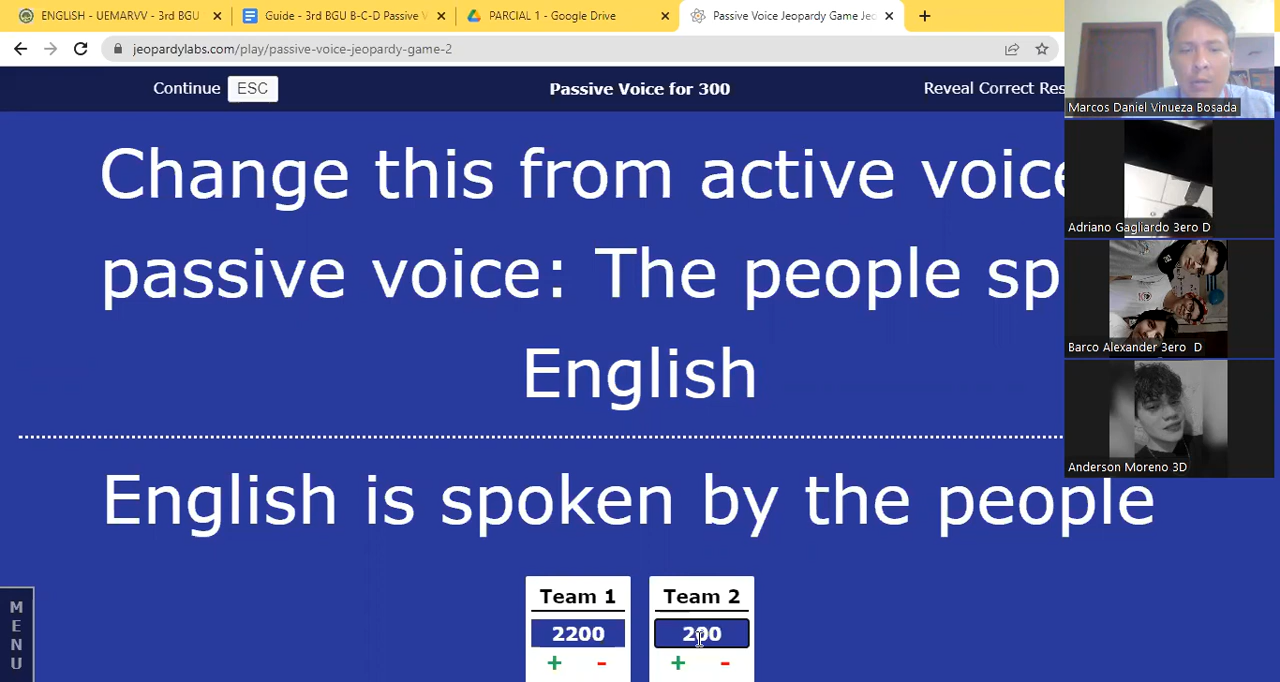 ENGLISH - UEMARVV - 3rd BGU
Guide - 3rd BGU B-C-D Passive V
PARCIAL 1 - Google Drive
Passive Voice Jeopardy Game Jeo
jeopardylabs.com/play/passive-voice-jeopardy-game-2
Continue ESC
Passive Voice for 300
Reveal Correct Res
Change this from active voice
passive voice: The people sp
English
English is spoken by the people
Team 1
2200
+ -
Team 2
200
+ -
MENU
Marcos Daniel Vinueza Bosada
Adriano Gagliardo 3ero D
Barco Alexander 3ero D
Anderson Moreno 3D